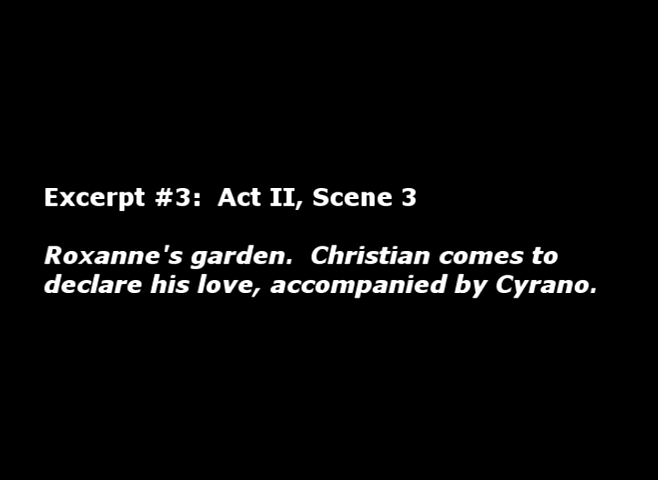 Excerpt #3:  Act II, Scene 3
Roxanne's garden.  Christian comes to
declare his love, accompanied by Cyrano.